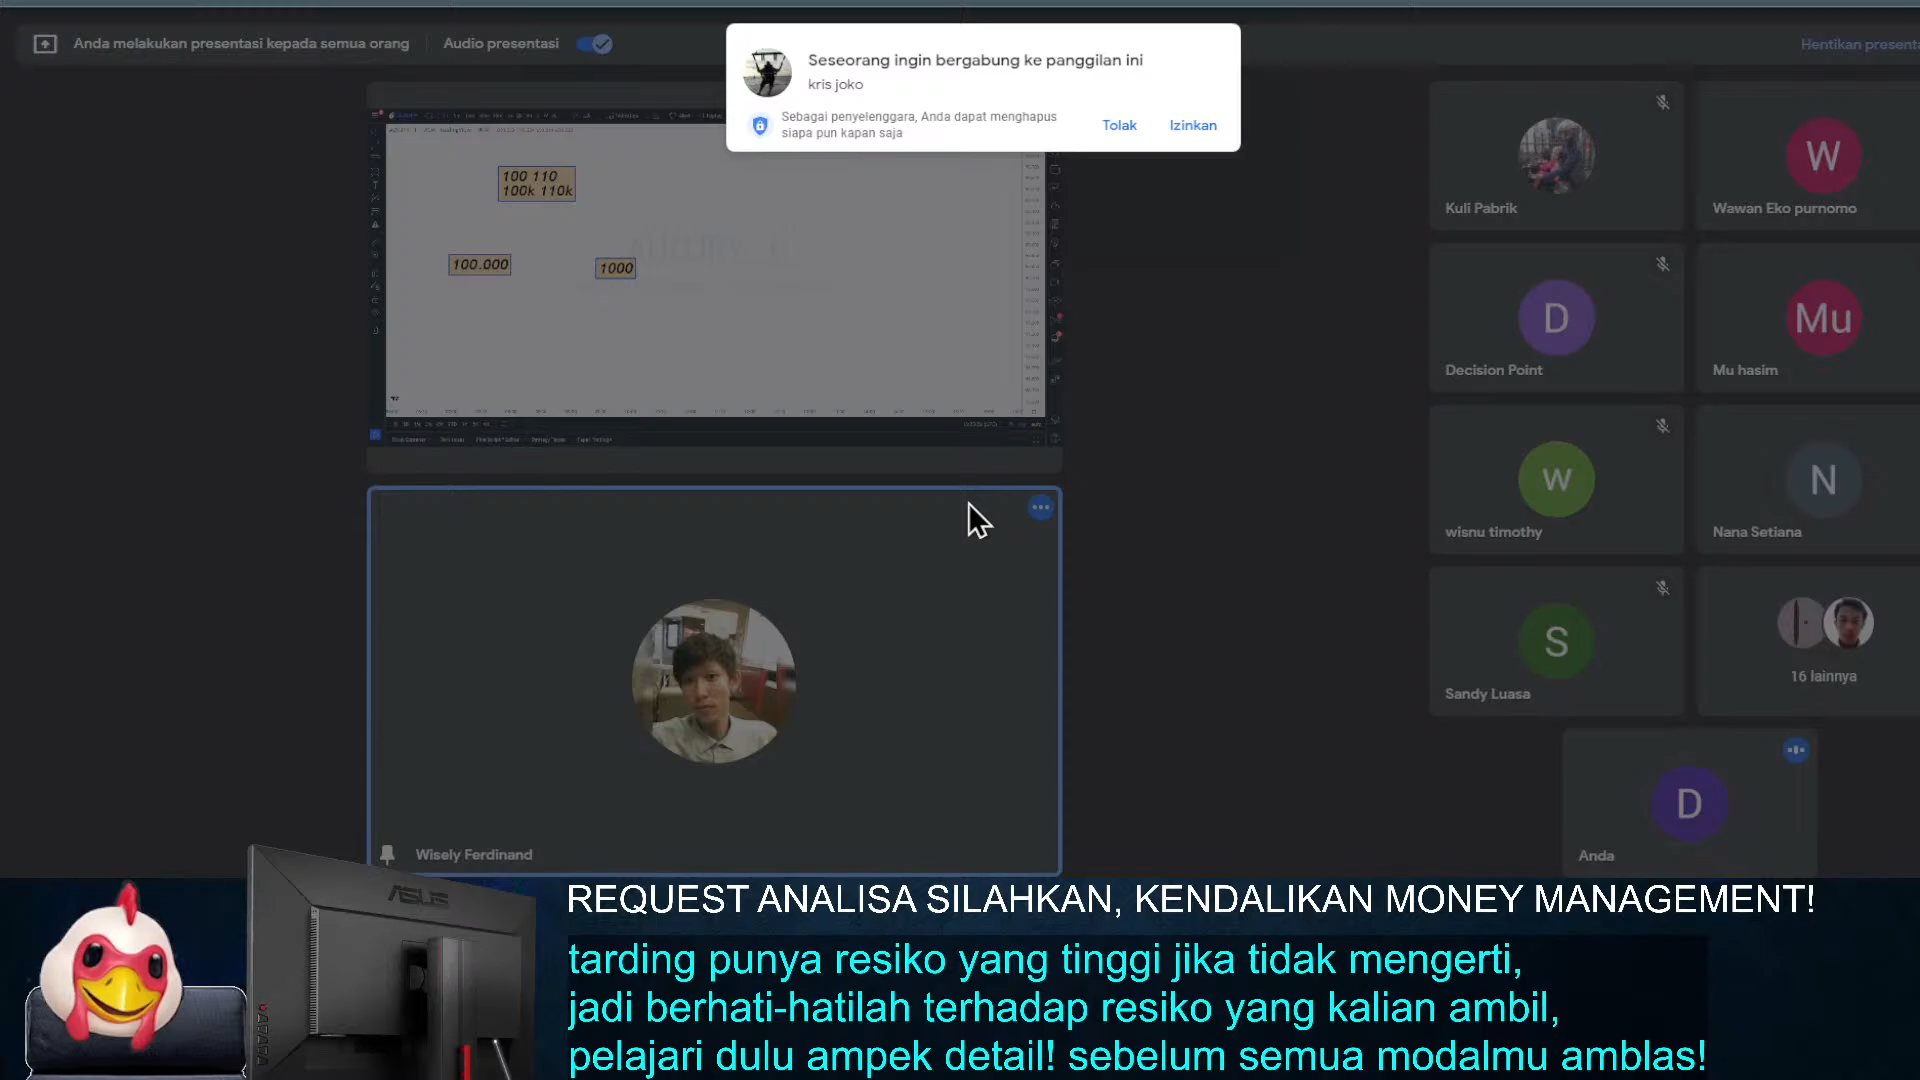 Anda melakukan presentasi kepada semua orang
Audio presentasi
Seseorang ingin bergabung ke panggilan ini
kris joko
Sebagai penyelenggara, Anda dapat menghapus
siapa pun kapan saja
Tolak
Izinkan
Hentikan
100 110
100k 110k
100.000
1000
Kuli Pabrik
W
Wawan Eko purnomo
D
Decision Point
Mu
Mu hasim
W
wisnu timothy
N
Nana Setiana
S
Sandy Luasa
16 lainnya
D
Anda
Wisely Ferdinand
ASUS
REQUEST ANALISA SILAHKAN, KENDALIKAN MONEY MANAGEMENT!
tarding punya resiko yang tinggi jika tidak mengerti,
jadi berhati-hatilah terhadap resiko yang kalian ambil,
pelajari dulu ampek detail! sebelum semua modalmu amblas!